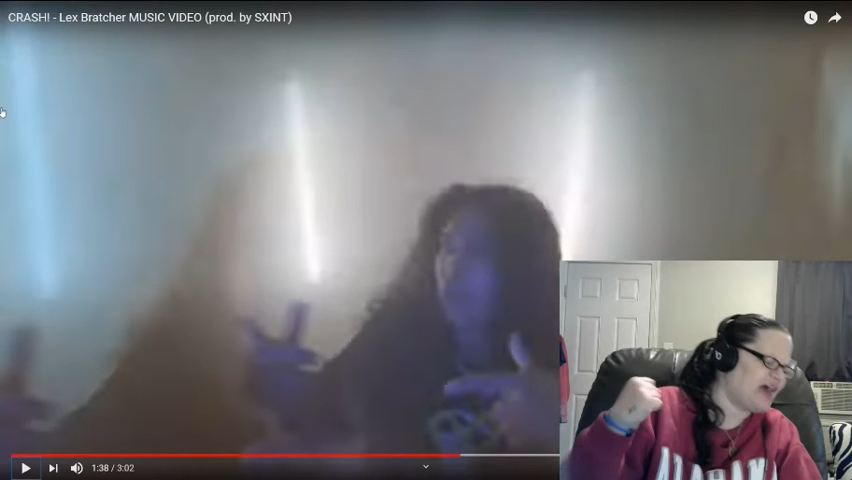 CRASH! - Lex Bratcher MUSIC VIDEO (prod. by SXINT)
1:38 / 3:02
ALABAMA